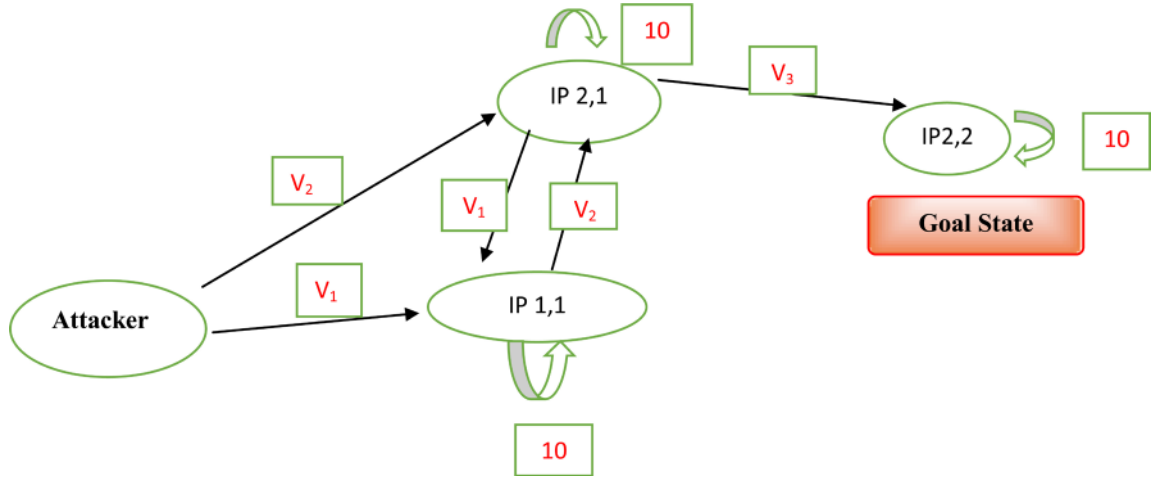 10
IP 2,1
V₃
IP2,2
10
V₂
V₁
V₂
Goal State
V₁
IP 1,1
Attacker
10